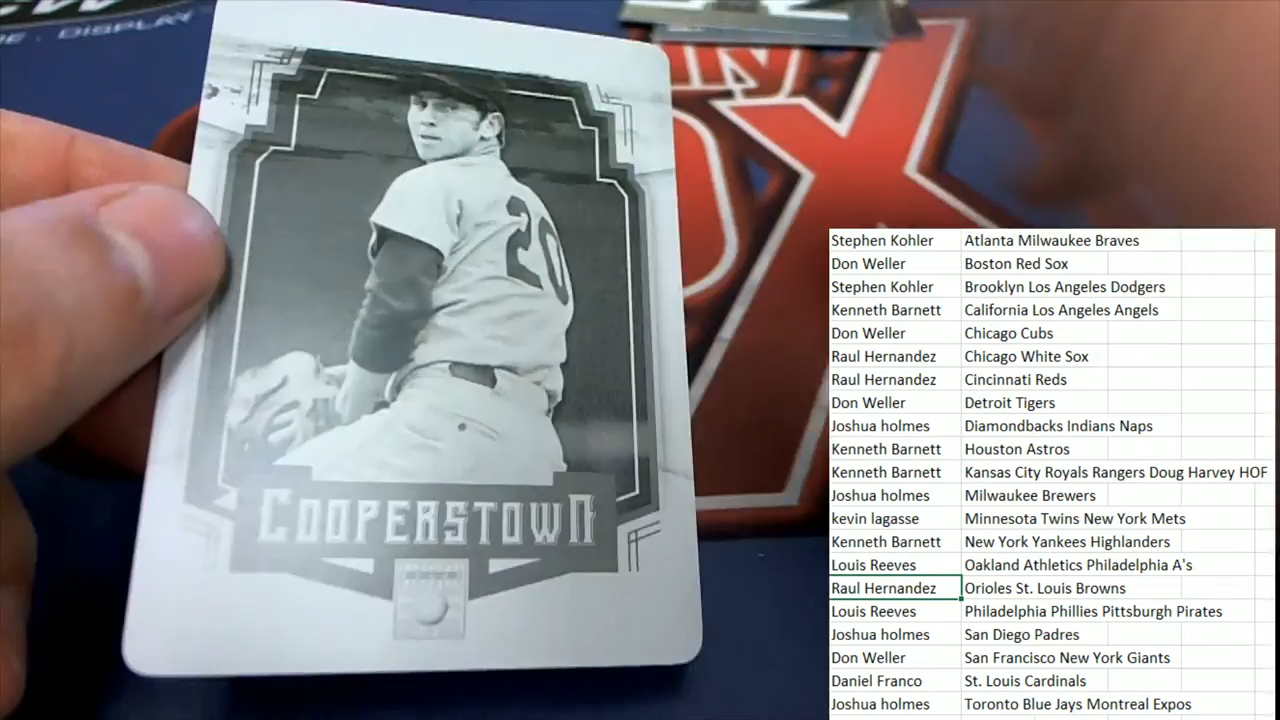 DISPLAY
20
COOPERSTOWN
SOX
Stephen Kohler Atlanta Milwaukee Braves
Don Weller Boston Red Sox
Stephen Kohler Brooklyn Los Angeles Dodgers
Kenneth Barnett California Los Angeles Angels
Don Weller Chicago Cubs
Raul Hernandez Chicago White Sox
Raul Hernandez Cincinnati Reds
Don Weller Detroit Tigers
Joshua holmes Diamondbacks Indians Naps
Kenneth Barnett Houston Astros
Kenneth Barnett Kansas City Royals Rangers Doug Harvey HOF
Joshua holmes Milwaukee Brewers
kevin lagasse Minnesota Twins New York Mets
Kenneth Barnett New York Yankees Highlanders
Louis Reeves Oakland Athletics Philadelphia A's
Raul Hernandez Orioles St. Louis Browns
Louis Reeves Philadelphia Phillies Pittsburgh Pirates
Joshua holmes San Diego Padres
Don Weller San Francisco New York Giants
Daniel Franco St. Louis Cardinals
Joshua holmes Toronto Blue Jays Montreal Expos